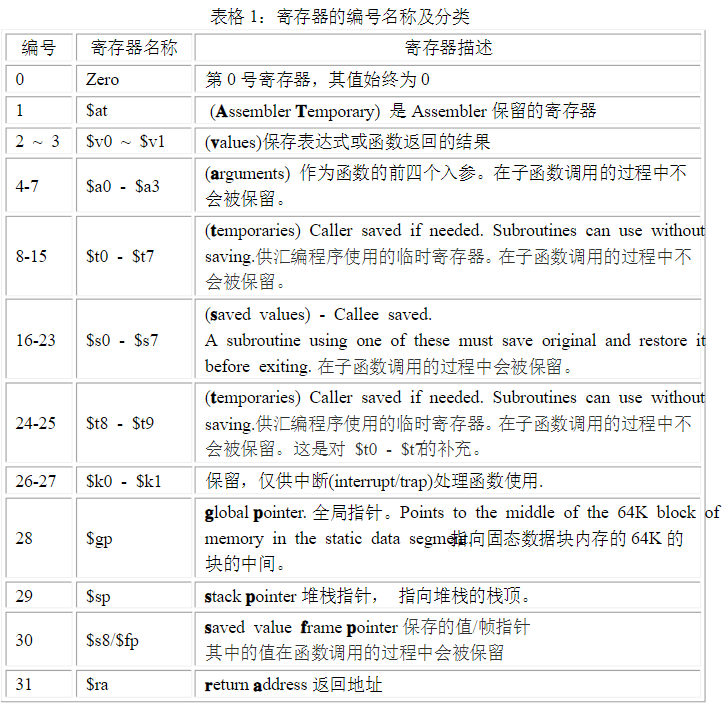 表格 1：寄存器的编号名称及分类
编号 寄存器名称 寄存器描述
0 Zero 第 0 号寄存器，其值始终为 0
1 $at (Assembler Temporary) 是 Assembler 保留的寄存器
2 ~ 3 $v0 ~ $v1 (values)保存表达式或函数返回的结果
4-7 $a0 - $a3 (arguments) 作为函数的前四个入参。在子函数调用的过程中不
会被保留。
8-15 $t0 - $t7 (temporaries) Caller saved if needed. Subroutines can use without
saving.供汇编程序使用的临时寄存器。在子函数调用的过程中不
会被保留。
16-23 $s0 - $s7 (saved values) - Callee saved.
A subroutine using one of these must save original and restore it
before exiting. 在子函数调用的过程中会被保留。
24-25 $t8 - $t9 (temporaries) Caller saved if needed. Subroutines can use without
saving.供汇编程序使用的临时寄存器。在子函数调用的过程中不
会被保留。这是对 $t0 - $t7的补充。
26-27 $k0 - $k1 保留，仅供中断(interrupt/trap)处理函数使用.
28 $gp global pointer. 全局指针。Points to the middle of the 64K block of
memory in the static data segment.指向固态数据块内存的 64K 的
块的中间。
29 $sp stack pointer 堆栈指针， 指向堆栈的栈顶。
30 $s8/$fp saved value frame pointer 保存的值/帧指针
其中的值在函数调用的过程中会被保留
31 $ra return address 返回地址